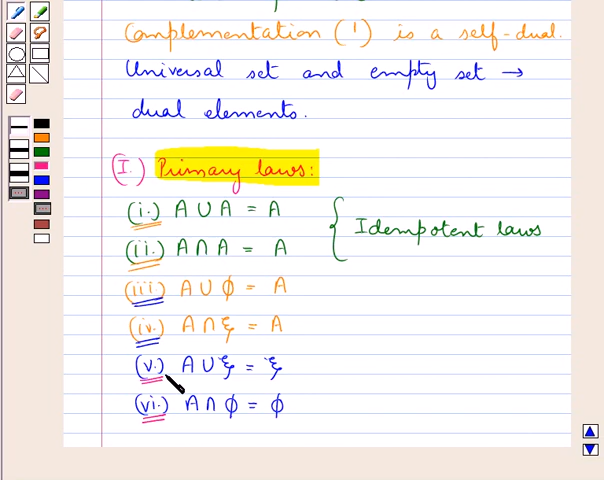 Complementation (') is a self-dual.
Universal set and empty set →
dual elements.
(I.) Primary laws:
(i.) A ∪ A = A
(ii.) A ∩ A = A
Idempotent laws
(iii.) A ∪ ϕ = A
(iv.) A ∩ ξ = A
(v.) A ∪ ξ = ξ
(vi.) A ∩ ϕ = ϕ